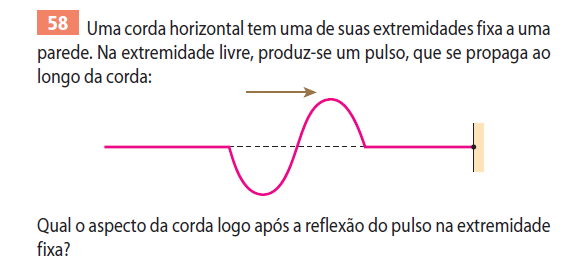 58 Uma corda horizontal tem uma de suas extremidades fixa a uma
parede. Na extremidade livre, produz-se um pulso, que se propaga ao
longo da corda:
Qual o aspecto da corda logo após a reflexão do pulso na extremidade
fixa?